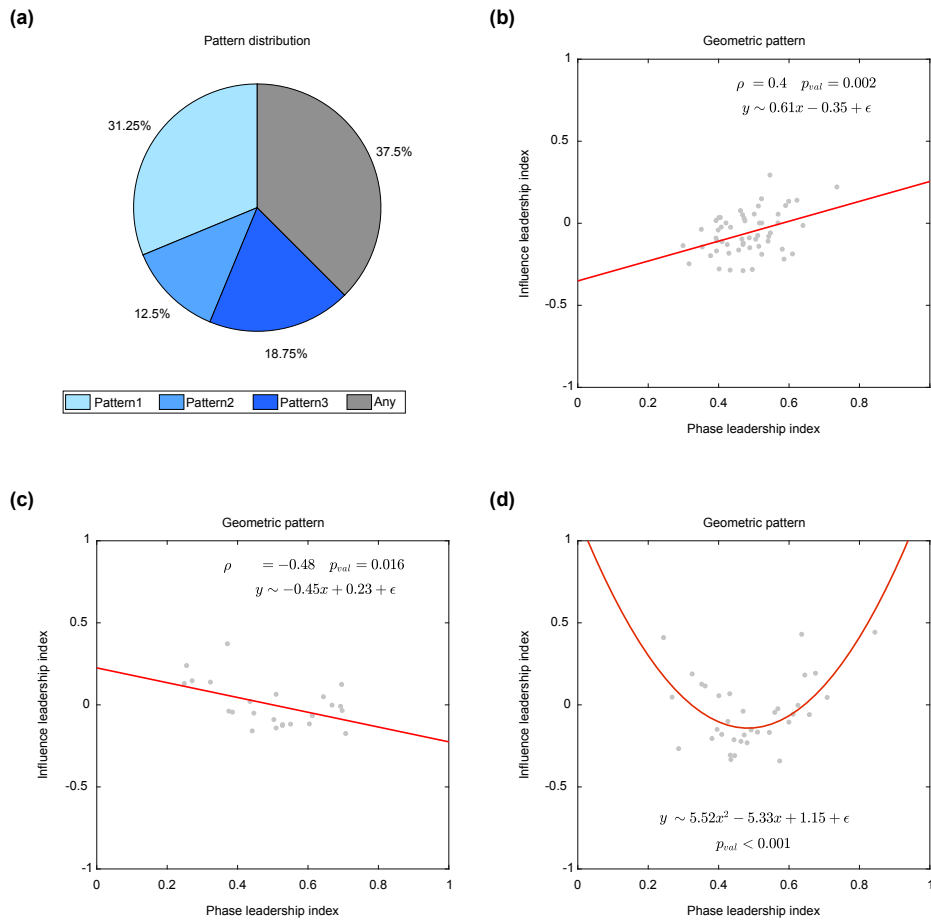 (a)
Pattern distribution
31.25%
37.5%
12.5%
18.75%
Pattern1 Pattern2 Pattern3 Any
(b)
Geometric pattern
ρ = 0.4 p_val = 0.002
y ∼ 0.61x − 0.35 + ϵ
Influence leadership index
1
0.5
0
-0.5
-1
0 0.2 0.4 0.6 0.8 1
Phase leadership index
(c)
Geometric pattern
ρ = −0.48 p_val = 0.016
y ∼ −0.45x + 0.23 + ϵ
Influence leadership index
1
0.5
0
-0.5
-1
0 0.2 0.4 0.6 0.8 1
Phase leadership index
(d)
Geometric pattern
Influence leadership index
1
0.5
0
-0.5
-1
y ∼ 5.52x² − 5.33x + 1.15 + ϵ
p_val < 0.001
0 0.2 0.4 0.6 0.8 1
Phase leadership index